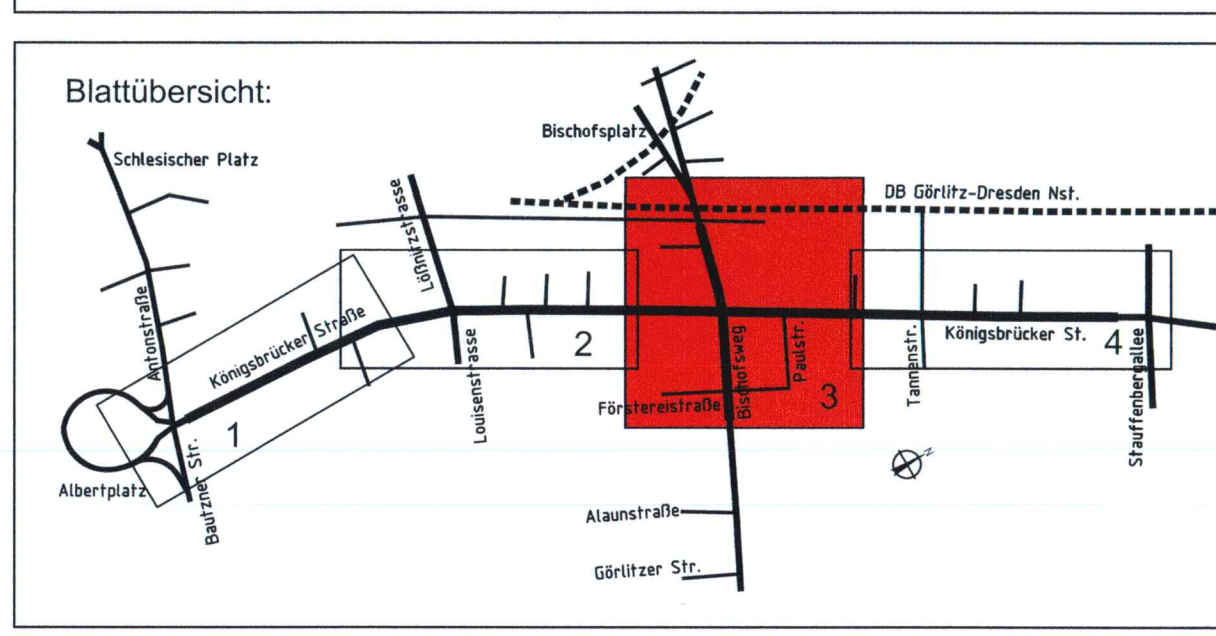 Blattübersicht:
Schlesischer Platz
Bischofsplatz
DB Görlitz-Dresden Nst.
Lößnitzstrasse
Antonstraße
Königsbrücker Straße
2
Louisenstrasse
Bischofsweg
Paulstr.
3
Förstereistraße
Tannenstr.
Königsbrücker St.
4
Stauffenbergallee
1
Albertplatz
Bautzner Str.
N
Alaunstraße
Görlitzer Str.